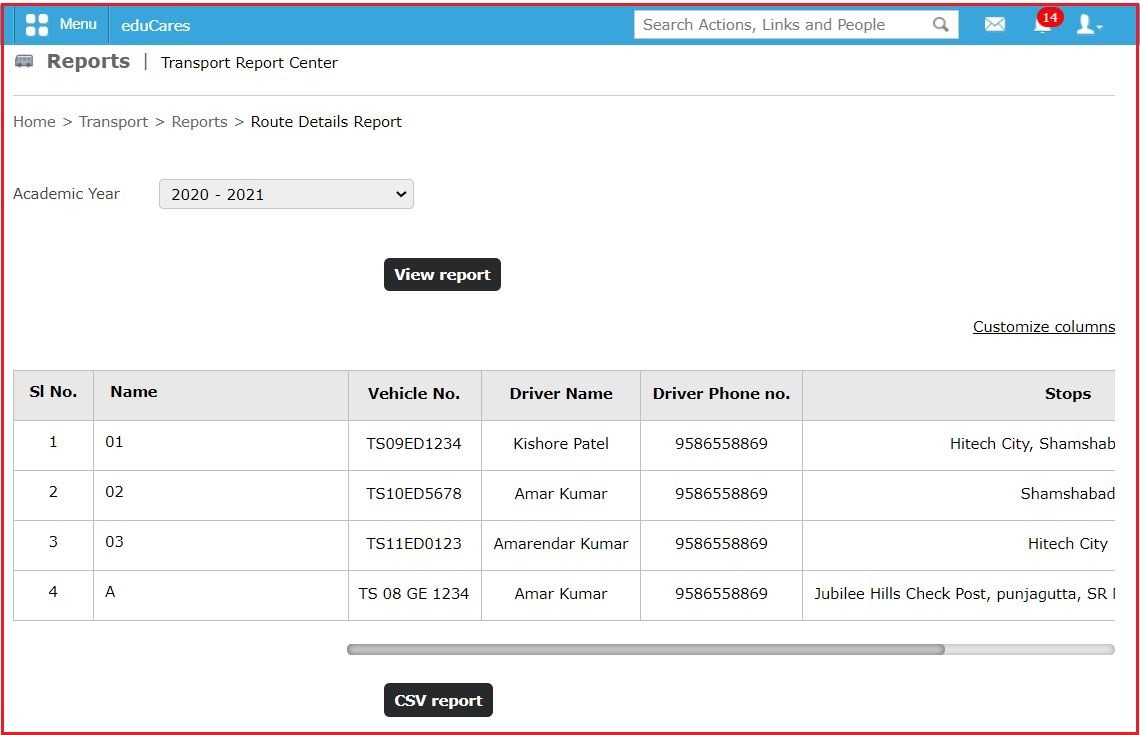 Menu eduCares Search Actions, Links and People 14
Reports | Transport Report Center
Home > Transport > Reports > Route Details Report
Academic Year 2020 - 2021
View report
Customize columns
Sl No. Name Vehicle No. Driver Name Driver Phone no. Stops
1 01 TS09ED1234 Kishore Patel 9586558869 Hitech City, Shamshab
2 02 TS10ED5678 Amar Kumar 9586558869 Shamshabad
3 03 TS11ED0123 Amarendar Kumar 9586558869 Hitech City
4 A TS 08 GE 1234 Amar Kumar 9586558869 Jubilee Hills Check Post, punjagutta, SR
CSV report